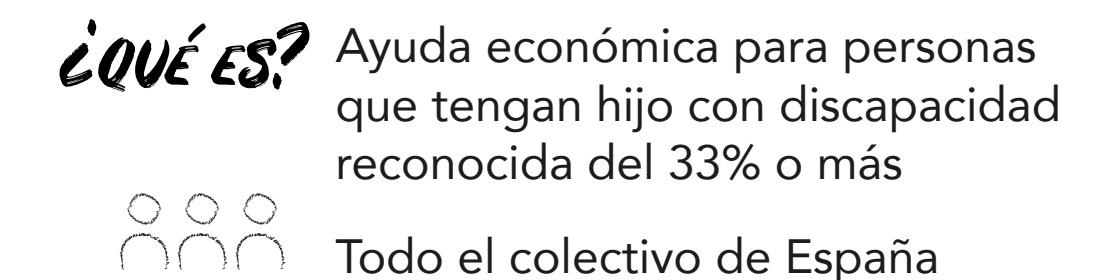 ¿QUÉ ES?
Ayuda económica para personas
que tengan hijo con discapacidad
reconocida del 33% o más
Todo el colectivo de España